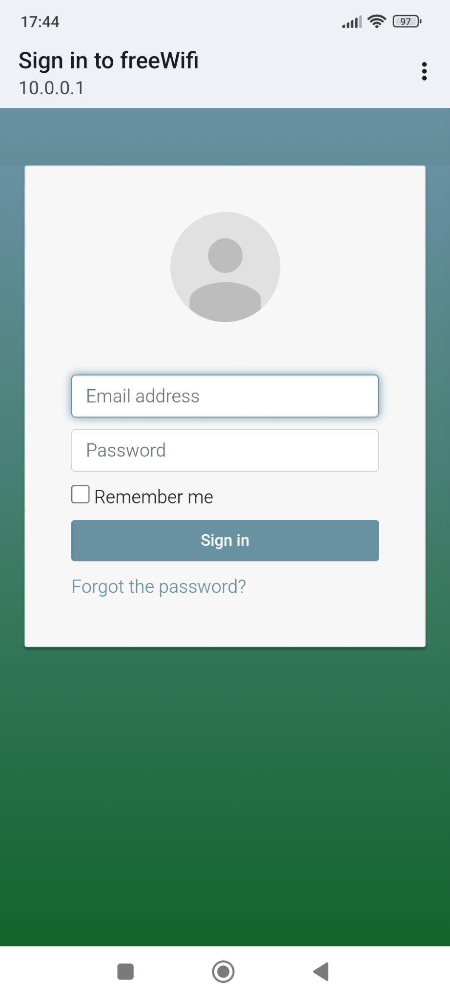 17:44
97
Sign in to freeWifi
10.0.0.1
Email address
Password
Remember me
Sign in
Forgot the password?